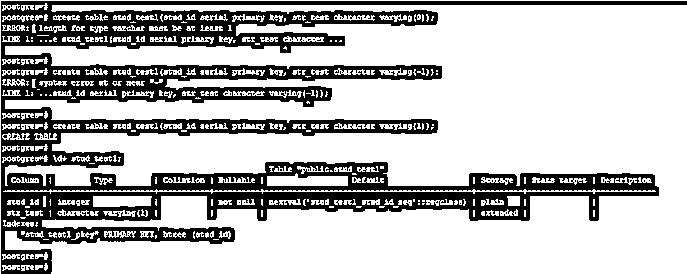 postgres=#
postgres=# create table stud_test1(stud_id serial primary key, str_test character varying(0));
ERROR:  length for type varchar must be at least 1
LINE 1: ...e stud_test1(stud_id serial primary key, str_test character ...
^
postgres=#
postgres=# create table stud_test1(stud_id serial primary key, str_test character varying(-1));
ERROR:  syntax error at or near "-"
LINE 1: ...stud_id serial primary key, str_test character varying(-1));
^
postgres=#
postgres=# create table stud_test1(stud_id serial primary key, str_test character varying(1));
CREATE TABLE
postgres=#
postgres=# \d+ stud_test1;
Table "public.stud_test1"
Column | Type | Collation | Nullable | Default | Storage | Stats target | Description
stud_id | integer | | not null | nextval('stud_test1_stud_id_seq'::regclass) | plain | |
str_test | character varying(1) | | | | extended | |
Indexes:
"stud_test1_pkey" PRIMARY KEY, btree (stud_id)
postgres=#
postgres=#